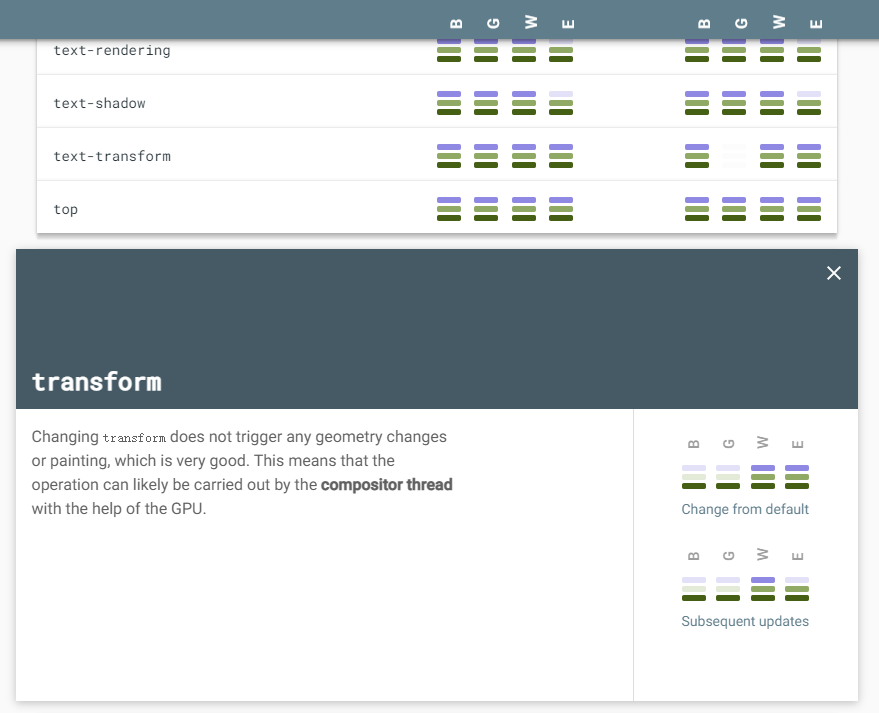 B G W E B G W E
text-rendering
text-shadow
text-transform
top
transform
Changing transform does not trigger any geometry changes
or painting, which is very good. This means that the
operation can likely be carried out by the compositor thread
with the help of the GPU.
B G W E
Change from default
B G W E
Subsequent updates